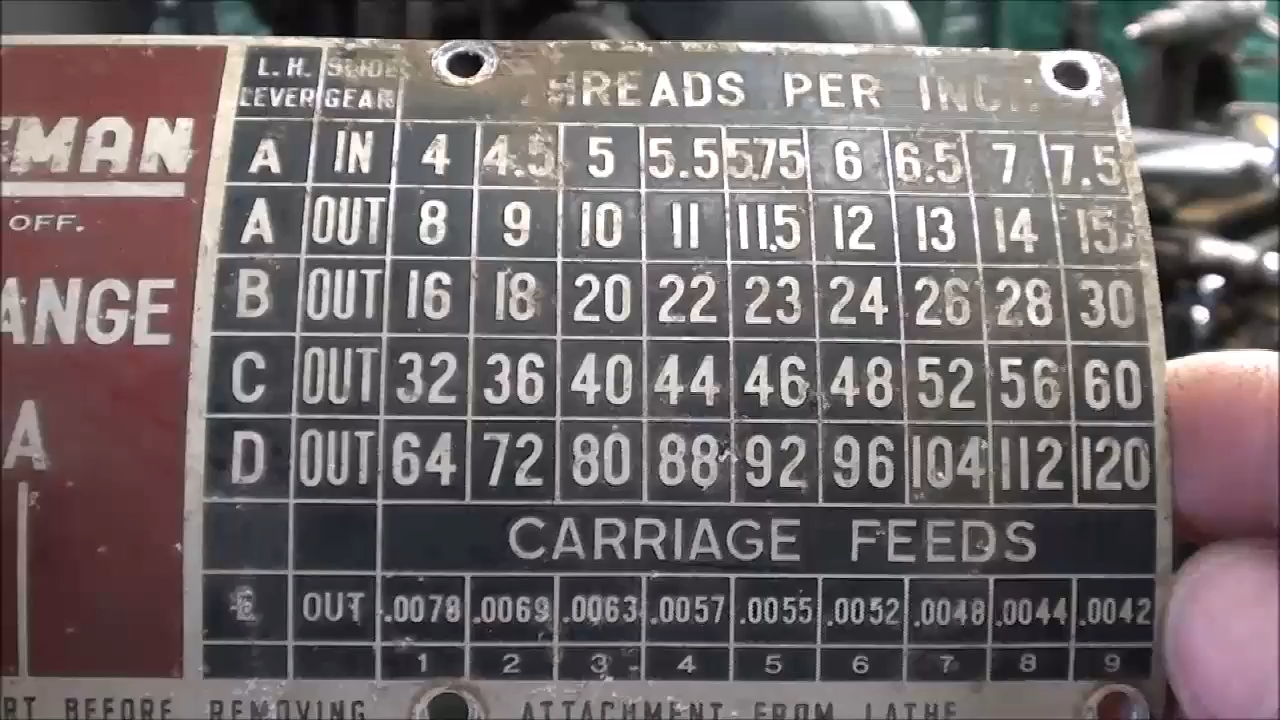 L. H. SLIDE THREADS PER INCH
LEVER GEAR
A IN 4 4.5 5 5.5 5.75 6 6.5 7 7.5
A OUT 8 9 10 11 11.5 12 13 14 15
B OUT 16 18 20 22 23 24 26 28 30
C OUT 32 36 40 44 46 48 52 56 60
D OUT 64 72 80 88 92 96 104 112 120
CARRIAGE FEEDS
E OUT .0078 .0069 .0063 .0057 .0055 .0052 .0048 .0044 .0042
1 2 3 4 5 6 7 8 9
MAN
OFF.
ANGE
A
RT BEFORE REMOVING ATTACHMENT FROM LATHE